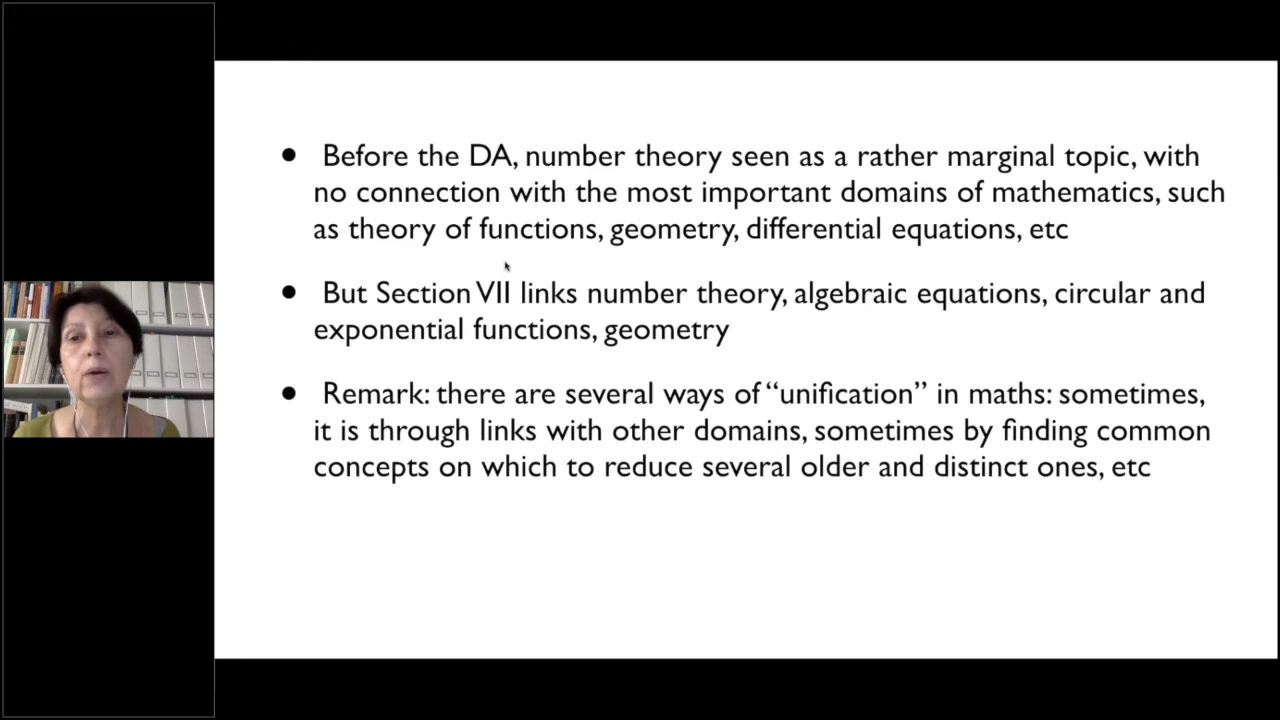 • Before the DA, number theory seen as a rather marginal topic, with
no connection with the most important domains of mathematics, such
as theory of functions, geometry, differential equations, etc
• But Section VII links number theory, algebraic equations, circular and
exponential functions, geometry
• Remark: there are several ways of “unification” in maths: sometimes,
it is through links with other domains, sometimes by finding common
concepts on which to reduce several older and distinct ones, etc